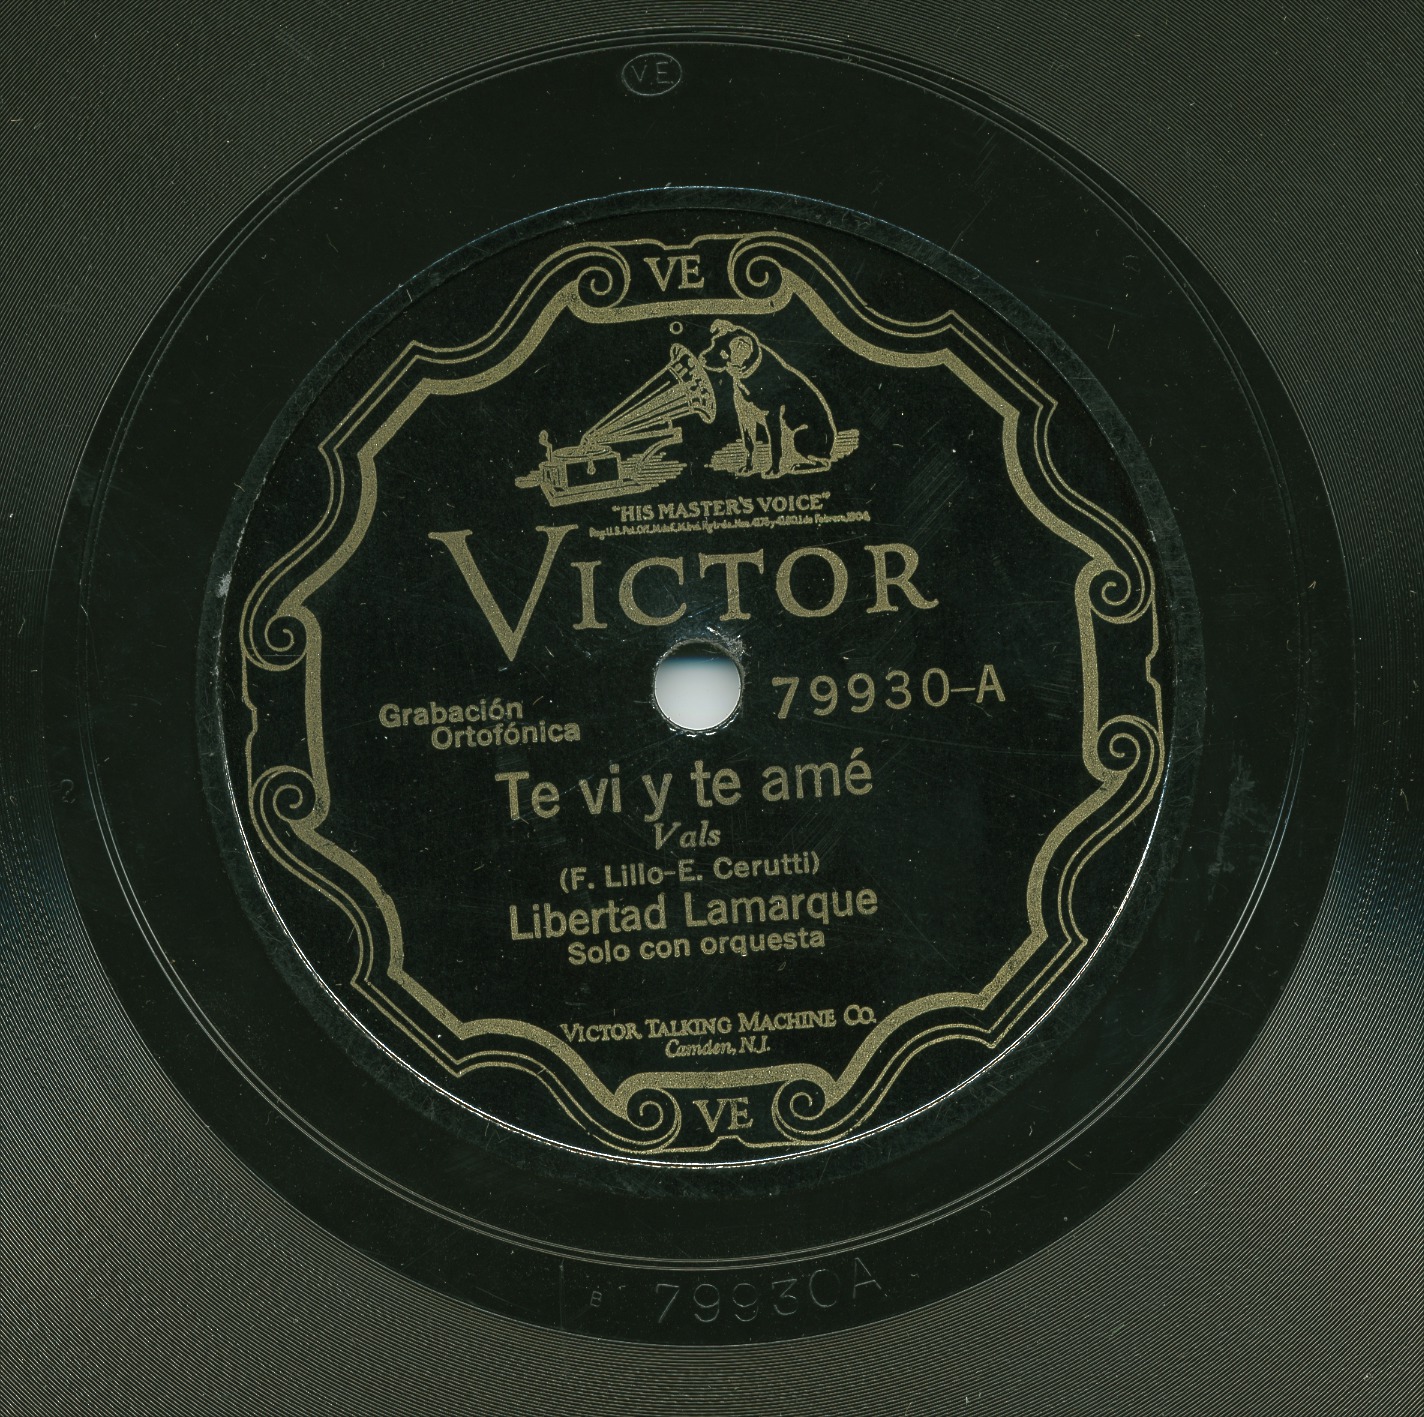 V.E.
VE
"HIS MASTER'S VOICE"
VICTOR
79930-A
Grabación
Ortofónica
Te vi y te amé
Vals
(F. Lillo-E. Cerutti)
Libertad Lamarque
Solo con orquesta
VICTOR TALKING MACHINE CO.
Camden, N.J.
VE
2
B 79930A